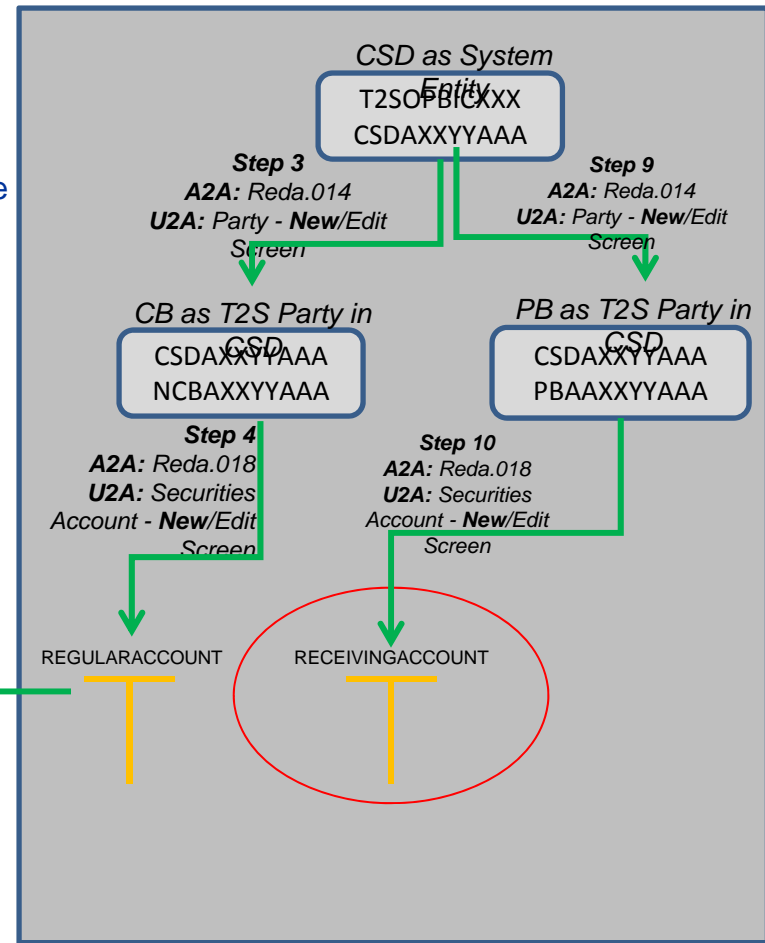 CSD as System
Entity
T2SOPBICXXX
CSDAXXYYAAA
Step 3
A2A: Reda.014
U2A: Party - New/Edit
Screen
Step 9
A2A: Reda.014
U2A: Party - New/Edit
Screen
e
CB as T2S Party in
CSD
CSDAXXYYAAA
NCBAXXYYAAA
PB as T2S Party in
CSD
CSDAXXYYAAA
PBAAXXYYAAA
Step 4
A2A: Reda.018
U2A: Securities
Account - New/Edit
Screen
Step 10
A2A: Reda.018
U2A: Securities
Account - New/Edit
Screen
REGULARACCOUNT
RECEIVINGACCOUNT